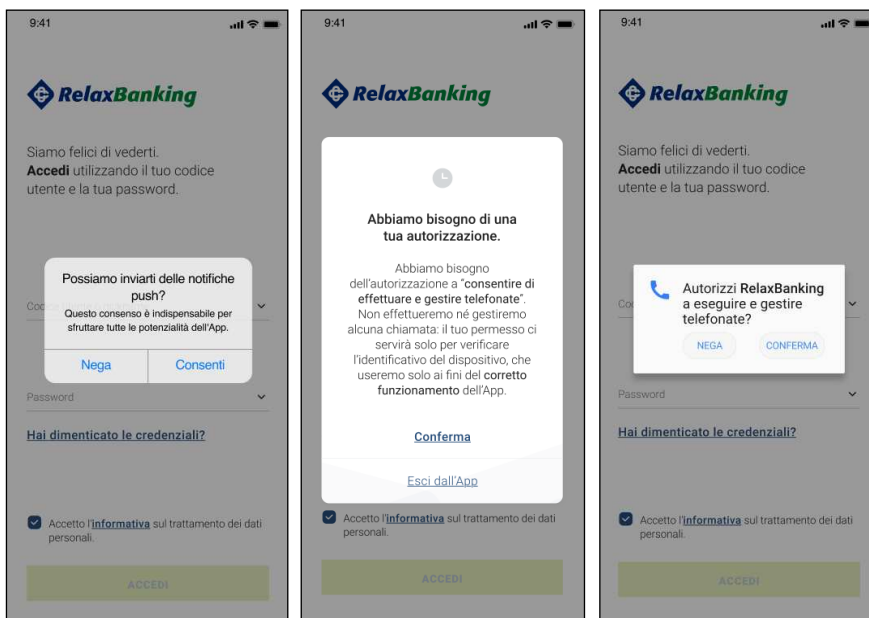 9:41
RelaxBanking
Siamo felici di vederti.
Accedi utilizzando il tuo codice
utente e la tua password.
Possiamo inviarti delle notifiche
push?
Questo consenso è indispensabile per
sfruttare tutte le potenzialità dell'App.
Nega
Consenti
Password
Hai dimenticato le credenziali?
Accetto l'informativa sul trattamento dei dati
personali.
ACCEDI
9:41
RelaxBanking
Abbiamo bisogno di una
tua autorizzazione.
Abbiamo bisogno
dell'autorizzazione a "consentire di
effettuare e gestire telefonate".
Non effettueremo né gestiremo
alcuna chiamata: il tuo permesso ci
servirà solo per verificare
l'identificativo del dispositivo, che
useremo solo ai fini del corretto
funzionamento dell'App.
Conferma
Esci dall'App
Accetto l'informativa sul trattamento dei dati
personali.
ACCEDI
9:41
RelaxBanking
Siamo felici di vederti.
Accedi utilizzando il tuo codice
utente e la tua password.
Autorizzi RelaxBanking
a eseguire e gestire
telefonate?
NEGA
CONFERMA
Password
Hai dimenticato le credenziali?
Accetto l'informativa sul trattamento dei dati
personali.
ACCEDI